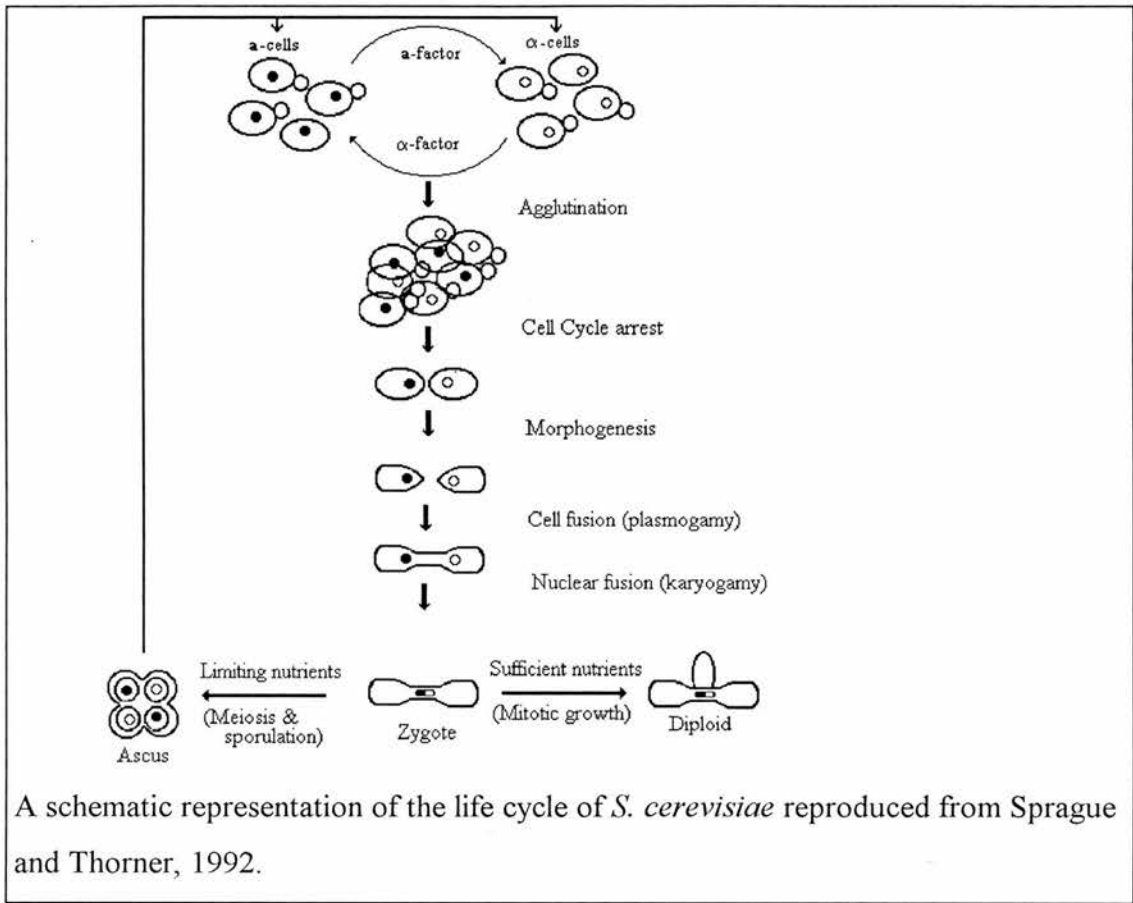 a-cells
α-cells
a-factor
α-factor
Agglutination
Cell Cycle arrest
Morphogenesis
Cell fusion (plasmogamy)
Nuclear fusion (karyogamy)
Limiting nutrients
(Meiosis &
sporulation)
Ascus
Zygote
Sufficient nutrients
(Mitotic growth)
Diploid
A schematic representation of the life cycle of S. cerevisiae reproduced from Sprague
and Thorner, 1992.